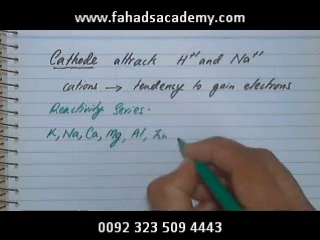 www.fahadsacademy.com
Cathode attrack H⁺ and Na⁺
cations → tendency to gain electrons
Reactivity Series.
K, Na, Ca, Mg, Al, Zn
0092 323 509 4443